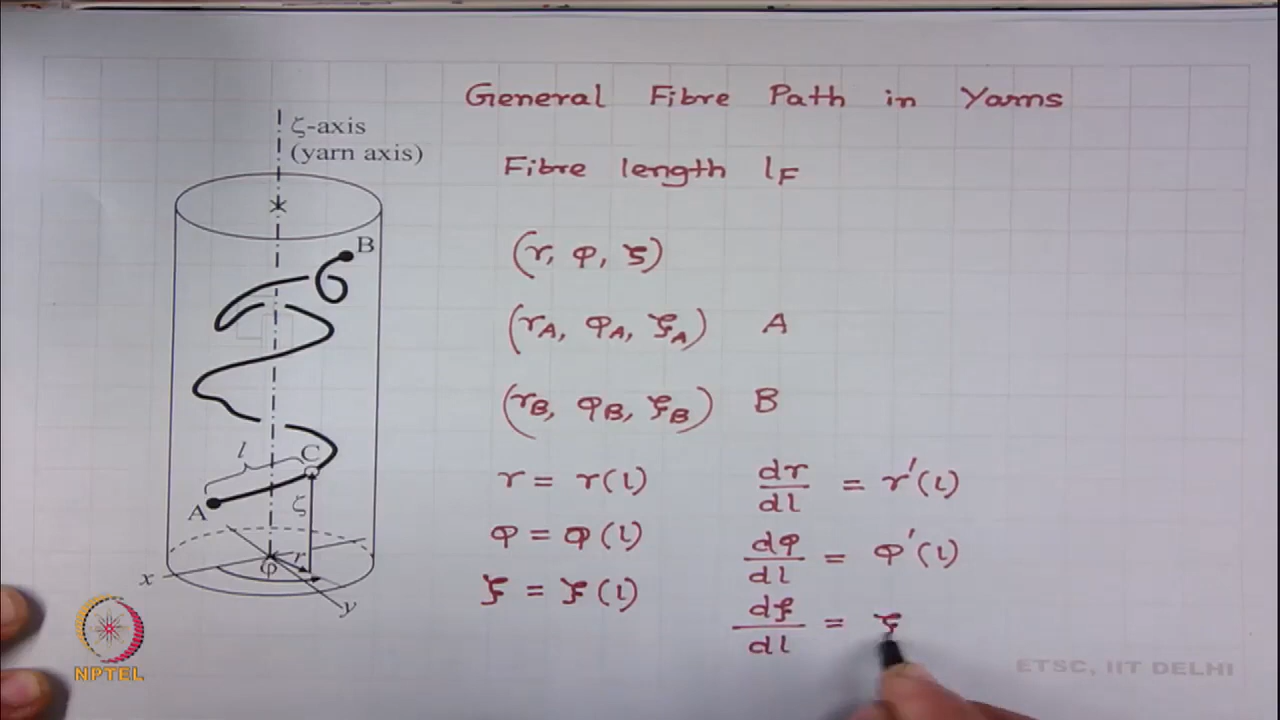 General Fibre Path in Yarns
ζ-axis
(yarn axis)
Fibre length lF
B
(r, φ, ζ)
(rA, φA, ζA) A
(rB, φB, ζB) B
l
C
A
ζ
r = r(l)
dr/dl = r'(l)
φ = φ(l)
dφ/dl = φ'(l)
ζ = ζ(l)
dζ/dl = ζ
r
φ
x
y
NPTEL
ETSC, IIT DELHI